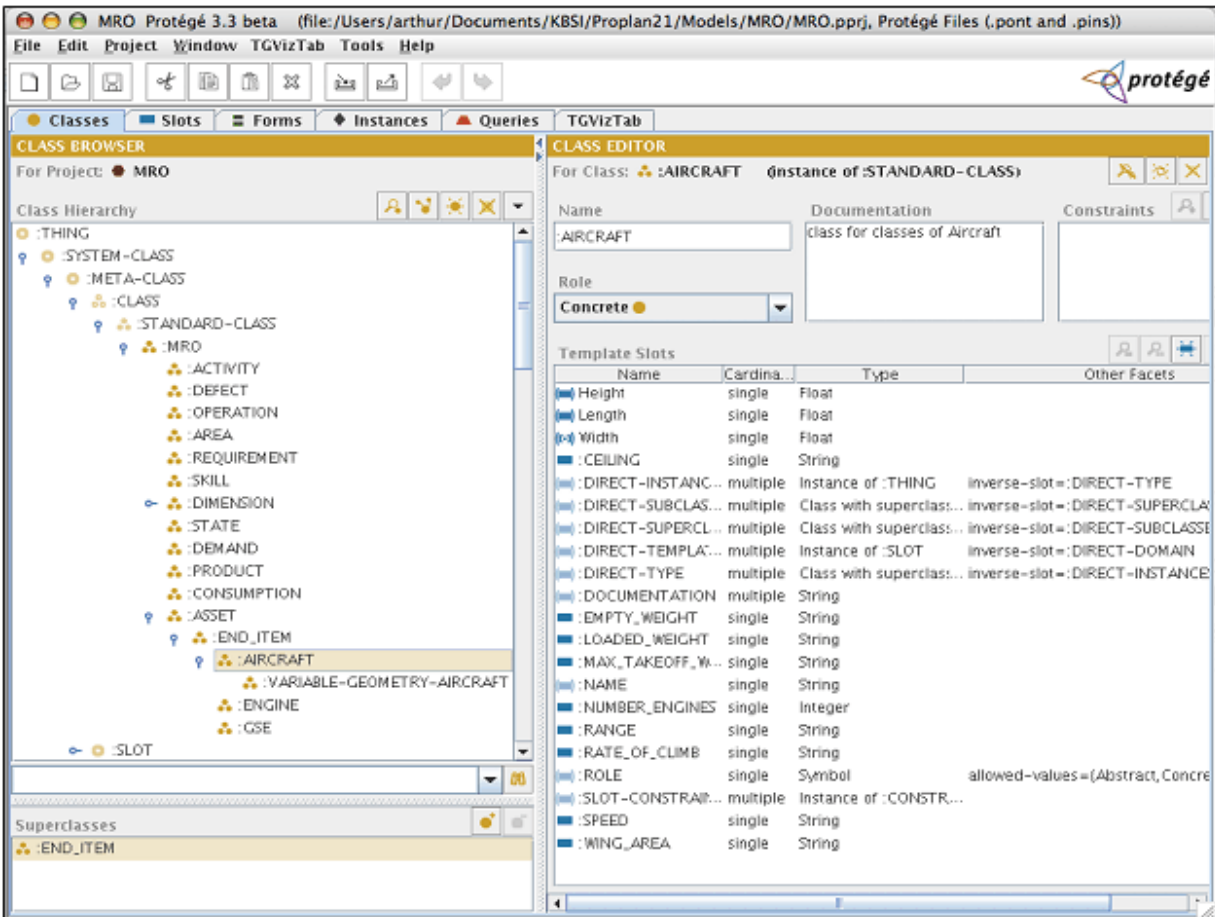 MRO Protégé 3.3 beta (file:/Users/arthur/Documents/KBSI/Proplan21/Models/MRO/MRO.pprj, Protégé Files (.pont and .pins))
File Edit Project Window TGVizTab Tools Help
protégé
Classes Slots Forms Instances Queries TGVizTab
CLASS BROWSER
For Project: MRO
Class Hierarchy
:THING
:SYSTEM-CLASS
:META-CLASS
:CLASS
:STANDARD-CLASS
:MRO
:ACTIVITY
:DEFECT
:OPERATION
:AREA
:REQUIREMENT
:SKILL
:DIMENSION
:STATE
:DEMAND
:PRODUCT
:CONSUMPTION
:ASSET
:END_ITEM
:AIRCRAFT
:VARIABLE-GEOMETRY-AIRCRAFT
:ENGINE
:GSE
:SLOT
Superclasses
:END_ITEM
CLASS EDITOR
For Class: :AIRCRAFT (instance of :STANDARD-CLASS)
Name Documentation Constraints
:AIRCRAFT class for classes of Aircraft
Role
Concrete
Template Slots
Name Cardina... Type Other Facets
Height single Float
Length single Float
Width single Float
:CEILING single String
:DIRECT-INSTANC... multiple Instance of :THING inverse-slot=:DIRECT-TYPE
:DIRECT-SUBCLAS... multiple Class with superclass... inverse-slot=:DIRECT-SUPERCLA
:DIRECT-SUPERCL... multiple Class with superclass... inverse-slot=:DIRECT-SUBCLASSE
:DIRECT-TEMPLA... multiple Instance of :SLOT inverse-slot=:DIRECT-DOMAIN
:DIRECT-TYPE multiple Class with superclass... inverse-slot=:DIRECT-INSTANCE
:DOCUMENTATION multiple String
:EMPTY_WEIGHT single String
:LOADED_WEIGHT single String
:MAX_TAKEOFF_W... single String
:NAME single String
:NUMBER_ENGINES single Integer
:RANGE single String
:RATE_OF_CLIMB single String
:ROLE single Symbol allowed-values={Abstract,Concre
:SLOT-CONSTRAI... multiple Instance of :CONSTR...
:SPEED single String
:WING_AREA single String